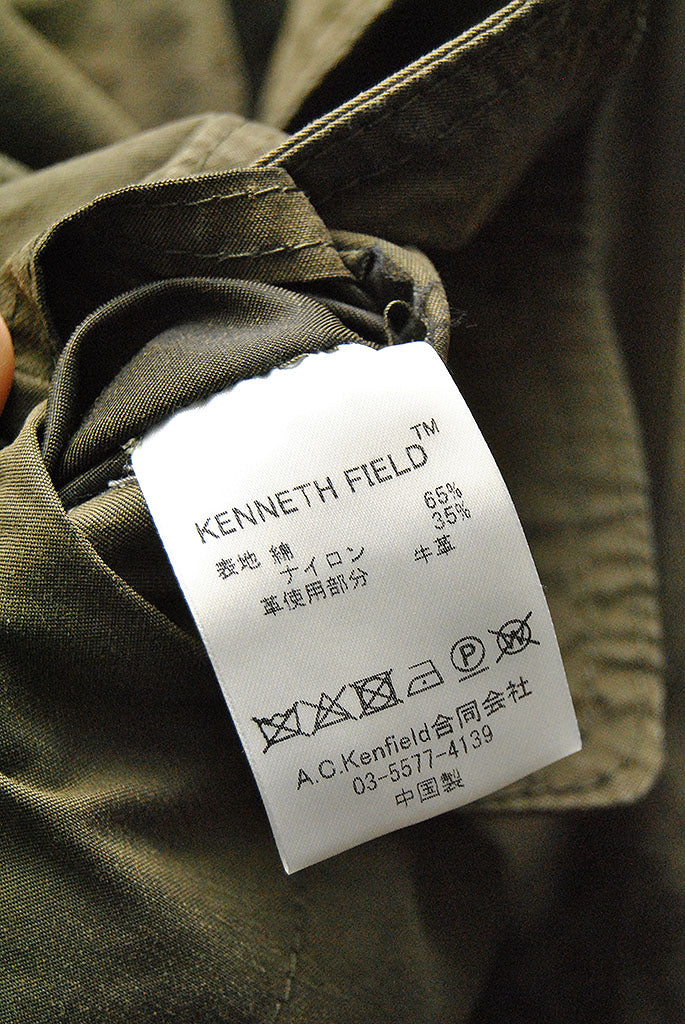 KENNETH FIELD™
表地 綿 65%
ナイロン 35%
革使用部分 牛革
P W
A.C.Kenfield合同会社
03-5577-4139
中国製